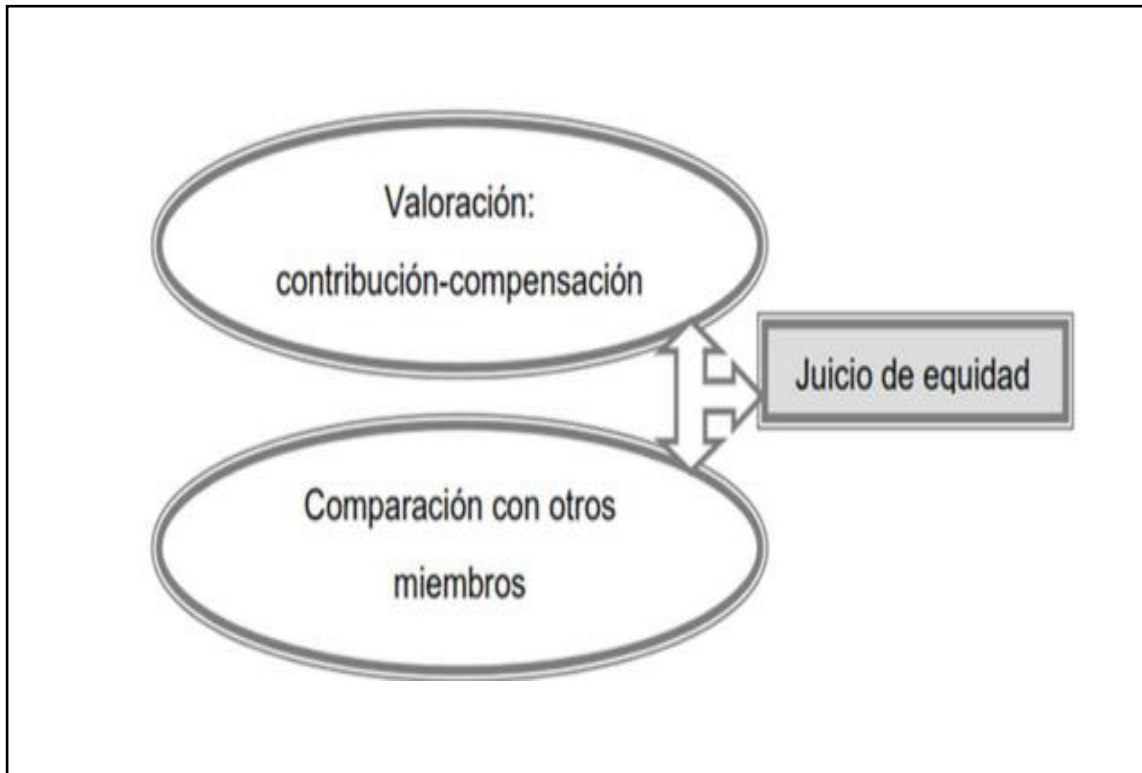 Valoración:
contribución-compensación
Juicio de equidad
Comparación con otros
miembros